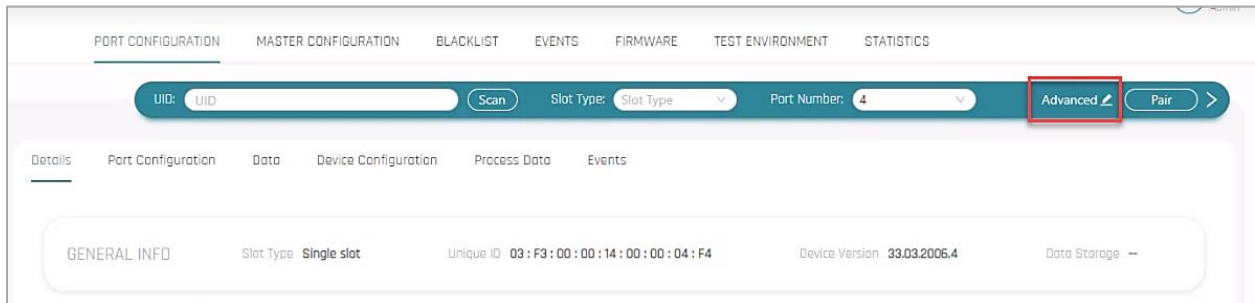 Admin
PORT CONFIGURATION MASTER CONFIGURATION BLACKLIST EVENTS FIRMWARE TEST ENVIRONMENT STATISTICS
UID: UID Scan Slot Type: Slot Type Port Number: 4 Advanced Pair
Details Port Configuration Data Device Configuration Process Data Events
GENERAL INFO Slot Type Single slot Unique ID 03 : F3 : 00 : 00 : 14 : 00 : 00 : 04 : F4 Device Version 33.03.2006.4 Data Storage --